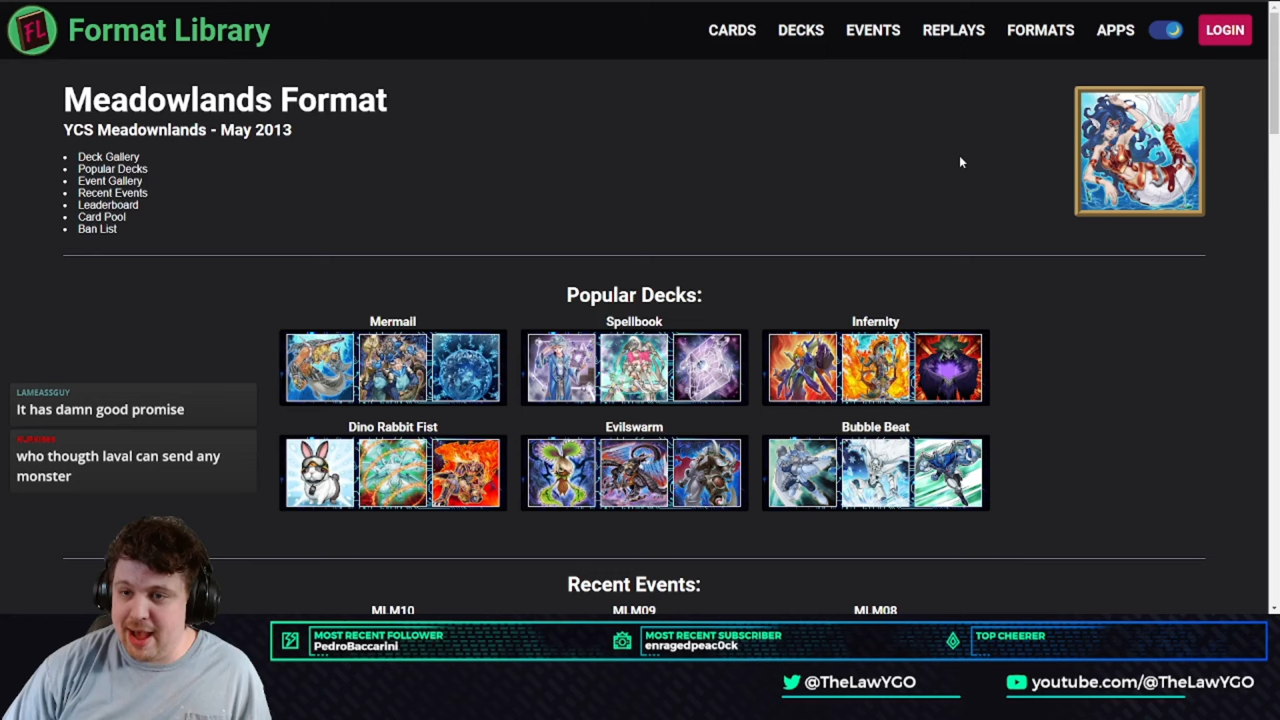 FL
Format Library
CARDS
DECKS
EVENTS
REPLAYS
FORMATS
APPS
LOGIN
Meadowlands Format
YCS Meadownlands - May 2013
Deck Gallery
Popular Decks
Event Gallery
Recent Events
Leaderboard
Card Pool
Ban List
Popular Decks:
Mermail
Spellbook
Infernity
Dino Rabbit Fist
Evilswarm
Bubble Beat
LAMEASSGUY
It has damn good promise
who thougth laval can send any
monster
Recent Events:
MLM10
MLM09
MLM08
MOST RECENT FOLLOWER
PedroBaccarini
MOST RECENT SUBSCRIBER
enragedpeac0ck
TOP CHEERER
@TheLawYGO
youtube.com/@TheLawYGO